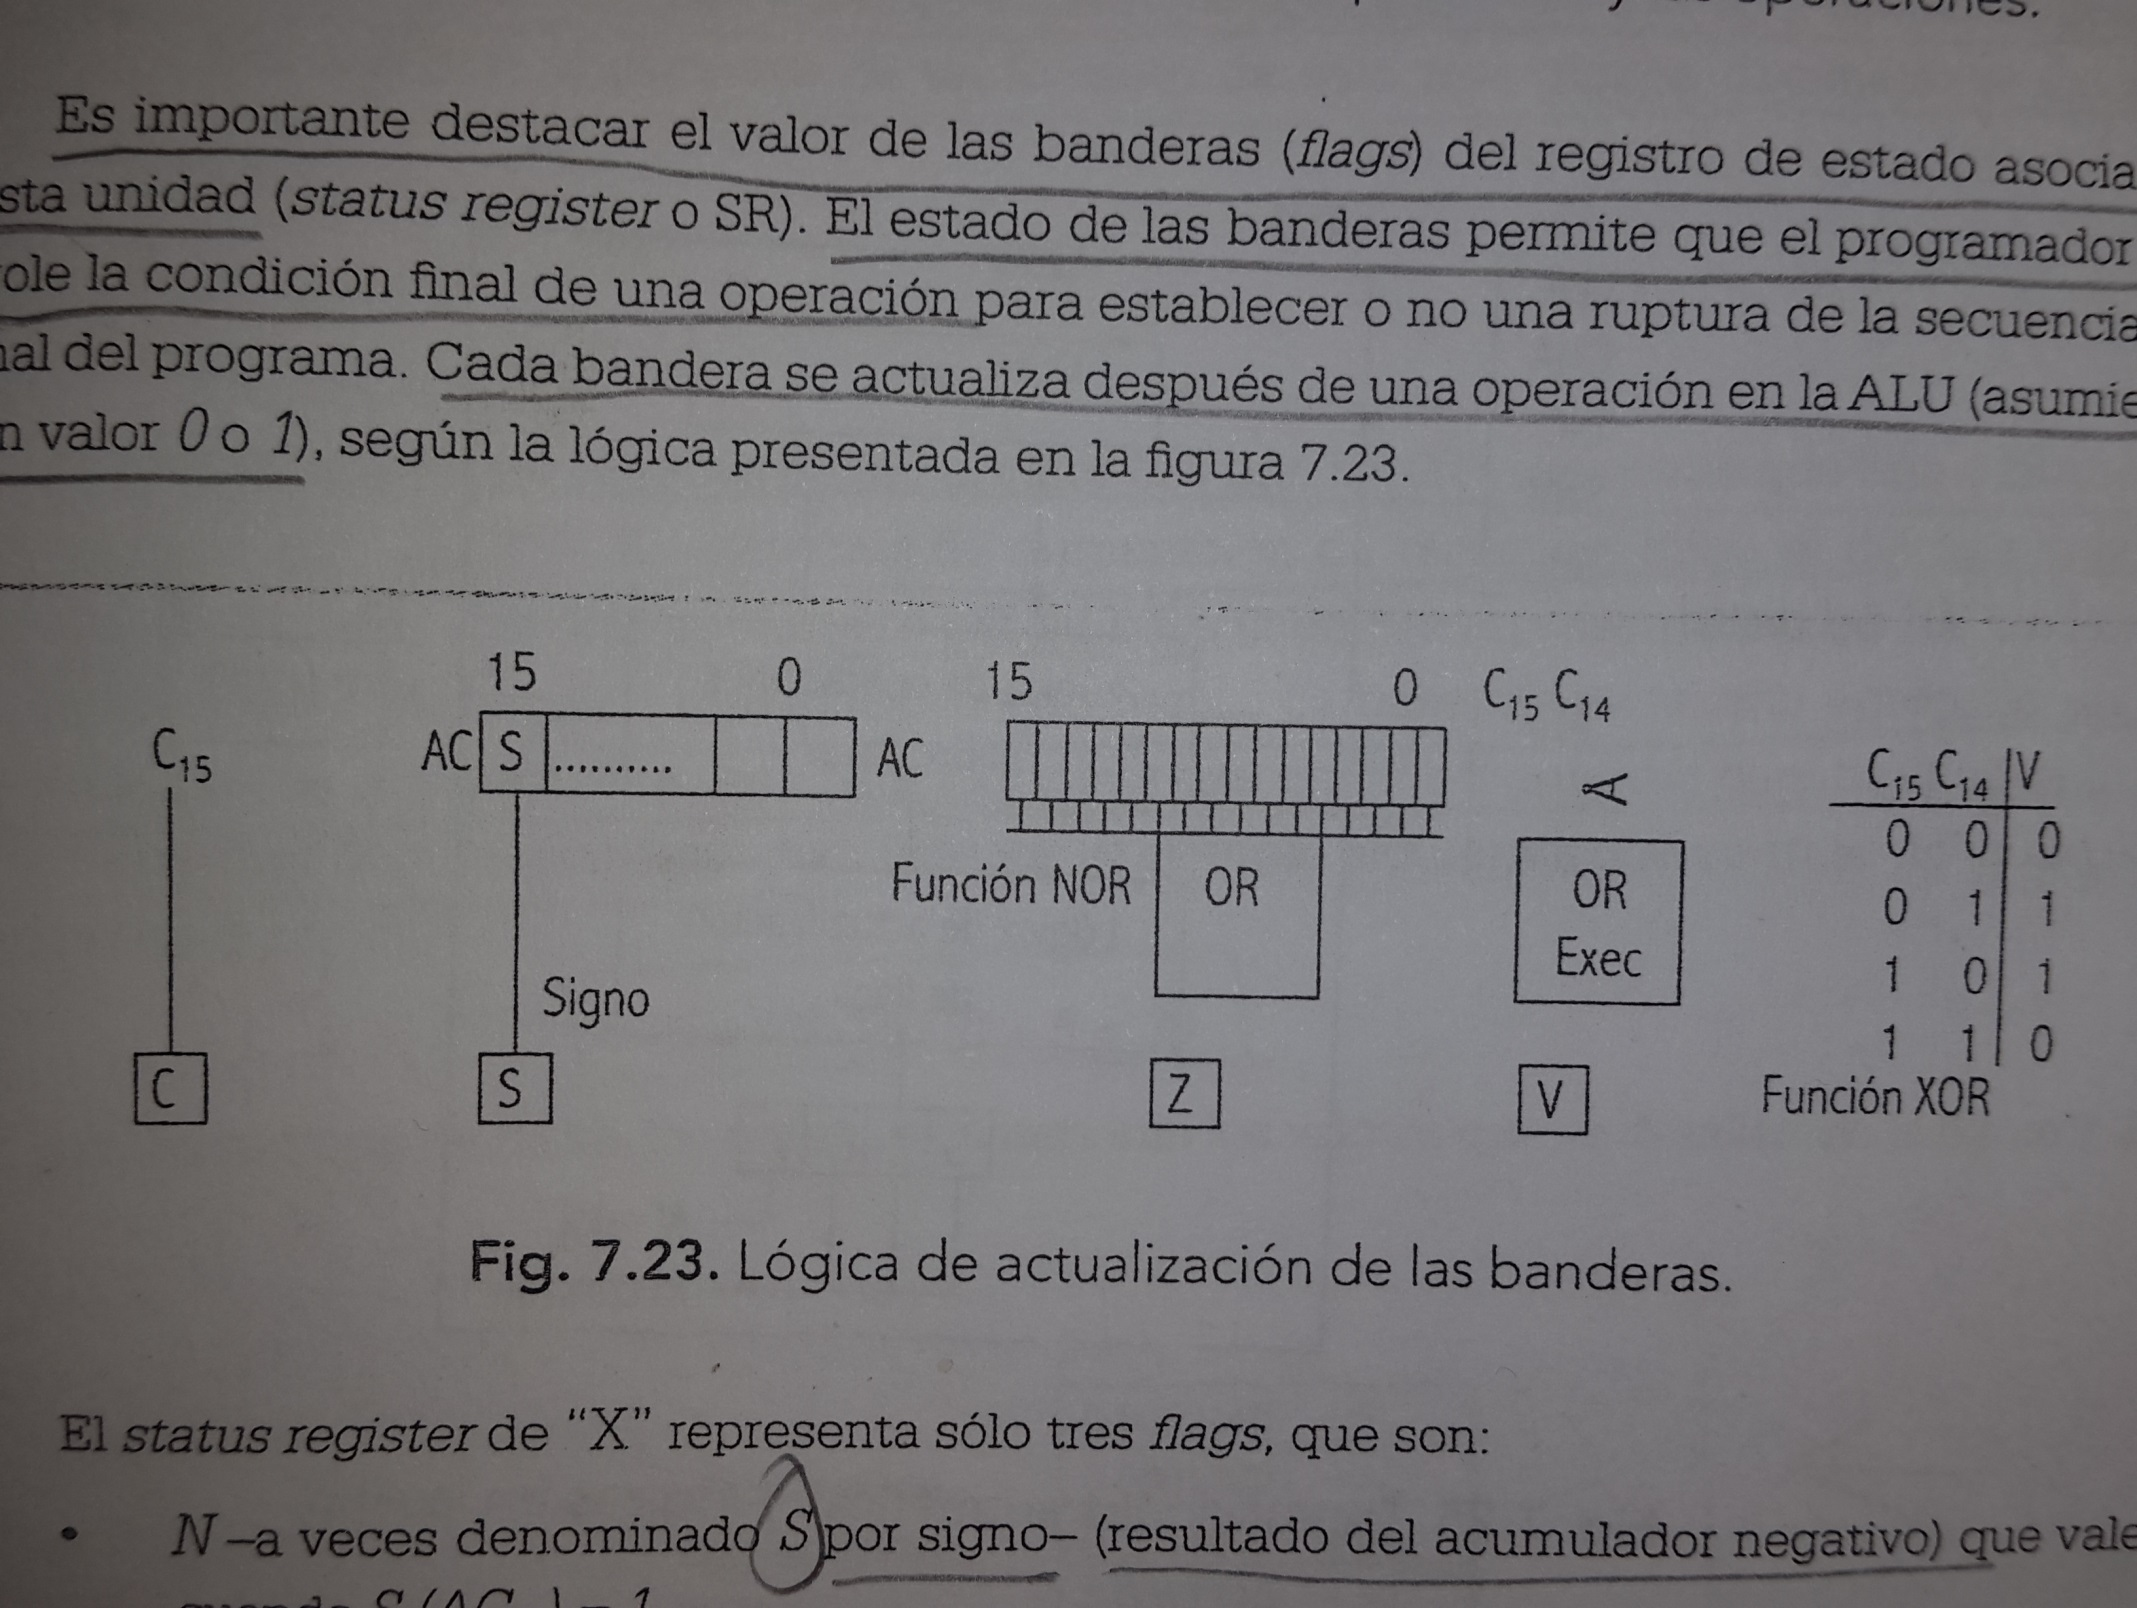 operaciones.
Es importante destacar el valor de las banderas (flags) del registro de estado asocia
sta unidad (status register o SR). El estado de las banderas permite que el programador
ole la condición final de una operación para establecer o no una ruptura de la secuencia
nal del programa. Cada bandera se actualiza después de una operación en la ALU (asumie
n valor 0 o 1), según la lógica presentada en la figura 7.23.
15 0 15 0 C15 C14
C15 AC S .......... AC C15 C14 V
0 0 0
Función NOR OR OR 0 1 1
Exec 1 0 1
Signo 1 1 0
C S Z V Función XOR
Fig. 7.23. Lógica de actualización de las banderas.
El status register de “X” representa sólo tres flags, que son:
• N –a veces denominado S por signo– (resultado del acumulador negativo) que vale